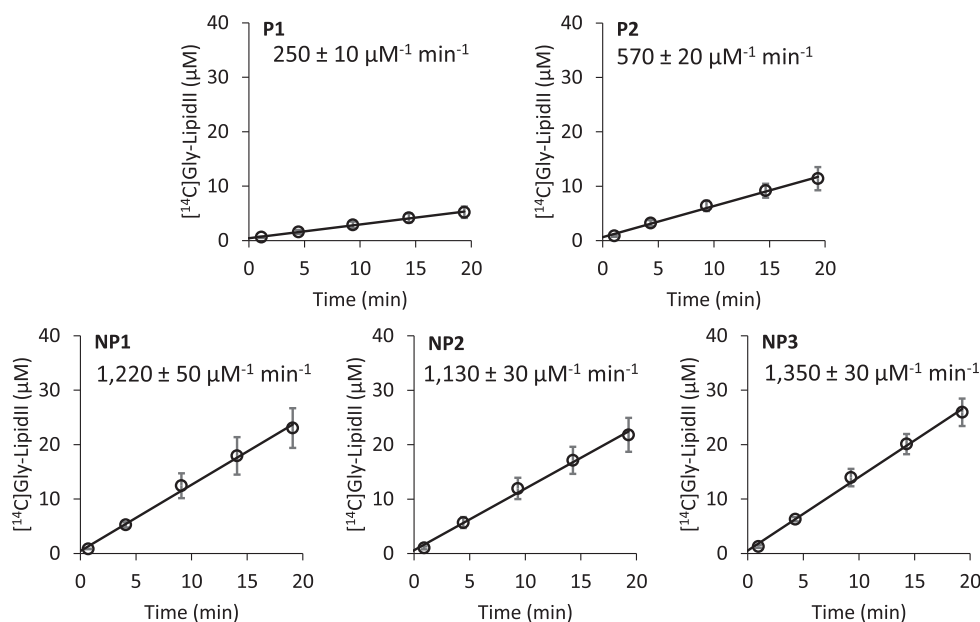 P1
250 ± 10 µM⁻¹ min⁻¹
[¹⁴C]Gly-LipidII (µM)
40
30
20
10
0
0 5 10 15 20
Time (min)
P2
570 ± 20 µM⁻¹ min⁻¹
[¹⁴C]Gly-LipidII (µM)
40
30
20
10
0
0 5 10 15 20
Time (min)
NP1
1,220 ± 50 µM⁻¹ min⁻¹
[¹⁴C]Gly-LipidII (µM)
40
30
20
10
0
0 5 10 15 20
Time (min)
NP2
1,130 ± 30 µM⁻¹ min⁻¹
[¹⁴C]Gly-LipidII (µM)
40
30
20
10
0
0 5 10 15 20
Time (min)
NP3
1,350 ± 30 µM⁻¹ min⁻¹
[¹⁴C]Gly-LipidII (µM)
40
30
20
10
0
0 5 10 15 20
Time (min)